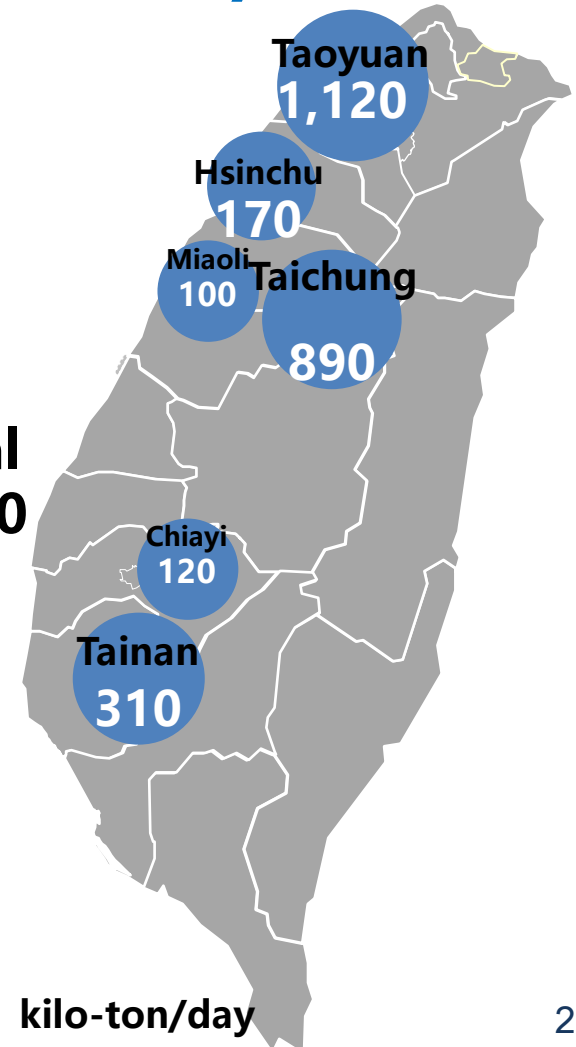 Taoyuan
1,120
Hsinchu
170
Miaoli
100
Taichung
890
Chiayi
120
Tainan
310
kilo-ton/day
2